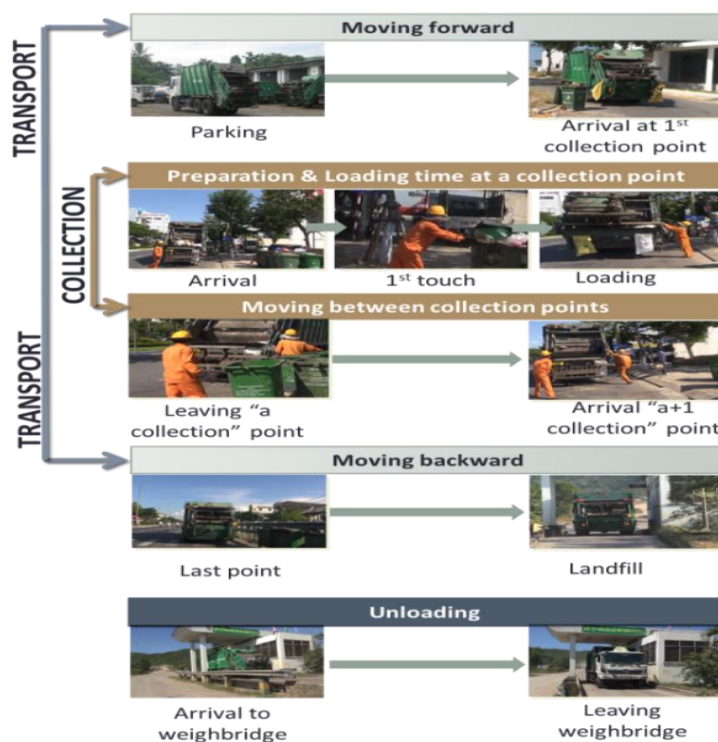 Moving forward
TRANSPORT
Parking
Arrival at 1st
collection point
Preparation & Loading time at a collection point
COLLECTION
Arrival
1st touch
Loading
Moving between collection points
TRANSPORT
Leaving “a
collection” point
Arrival “a+1
collection” point
Moving backward
Last point
Landfill
Unloading
Arrival to
weighbridge
Leaving
weighbridge